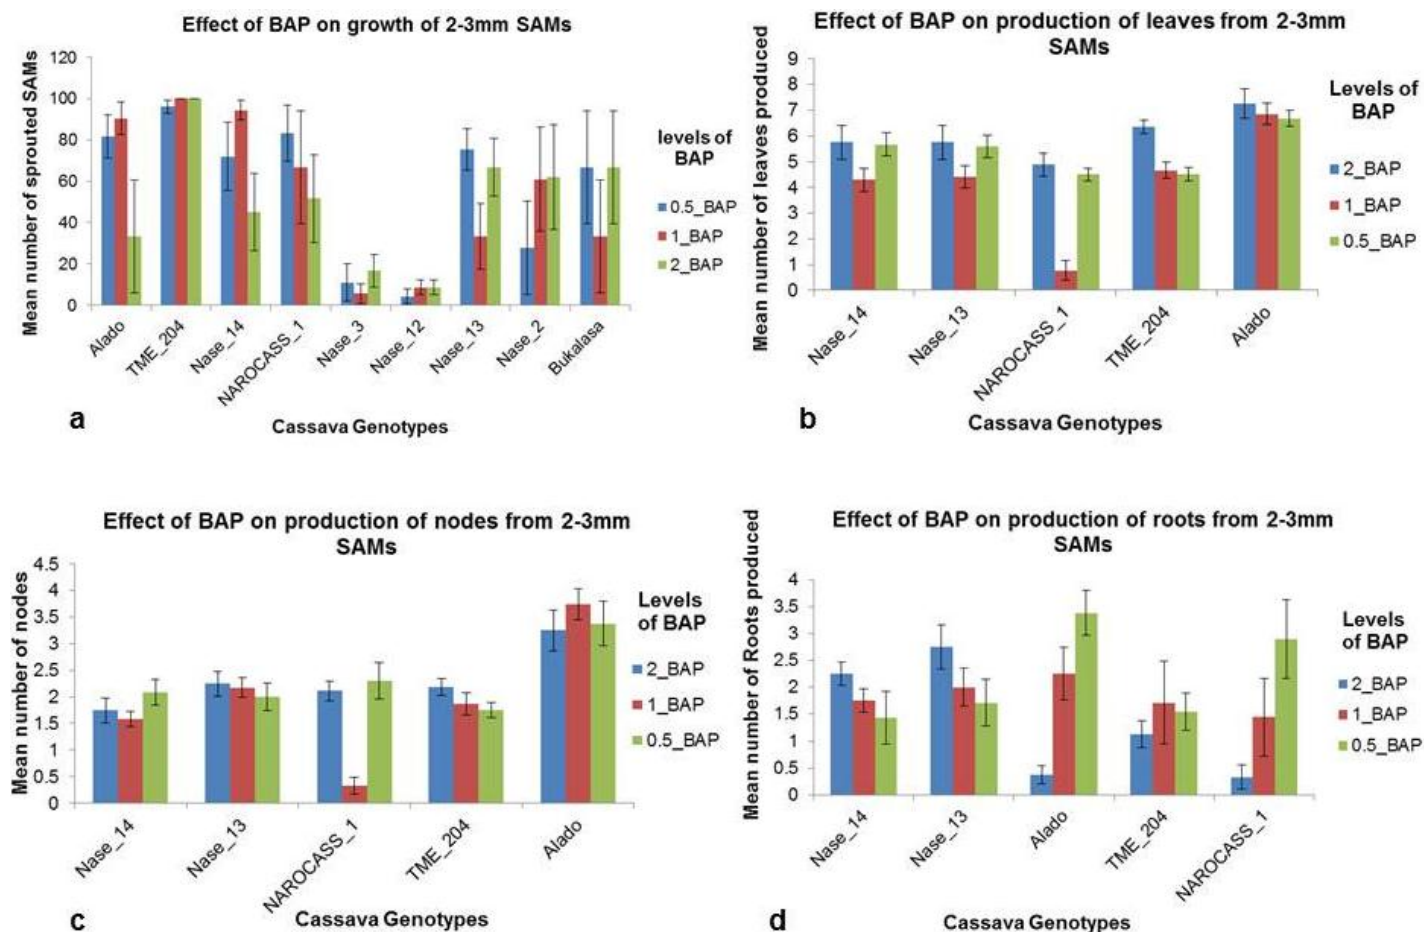 Effect of BAP on growth of 2-3mm SAMs
Mean number of sprouted SAMs
120
100
80
60
40
20
0
Alado
TME_204
Nase_14
NAROCASS_1
Nase_3
Nase_12
Nase_13
Nase_2
Bukalasa
levels of
BAP
0.5_BAP
1_BAP
2_BAP
a
Cassava Genotypes
Effect of BAP on production of leaves from 2-3mm
SAMs
Mean number of leaves produced
9
8
7
6
5
4
3
2
1
0
Nase_14
Nase_13
NAROCASS_1
TME_204
Alado
Levels of
BAP
2_BAP
1_BAP
0.5_BAP
b
Cassava Genotypes
Effect of BAP on production of nodes from 2-3mm
SAMs
Mean number of nodes
4.5
4
3.5
3
2.5
2
1.5
1
0.5
0
Nase_14
Nase_13
NAROCASS_1
TME_204
Alado
Levels
of BAP
2_BAP
1_BAP
0.5_BAP
c
Cassava Genotypes
Effect of BAP on production of roots from 2-3mm
SAMs
Mean number of Roots produced
4
3.5
3
2.5
2
1.5
1
0.5
0
Nase_14
Nase_13
Alado
TME_204
NAROCASS_1
Levels
of BAP
2_BAP
1_BAP
0.5_BAP
d
Cassava Genotypes